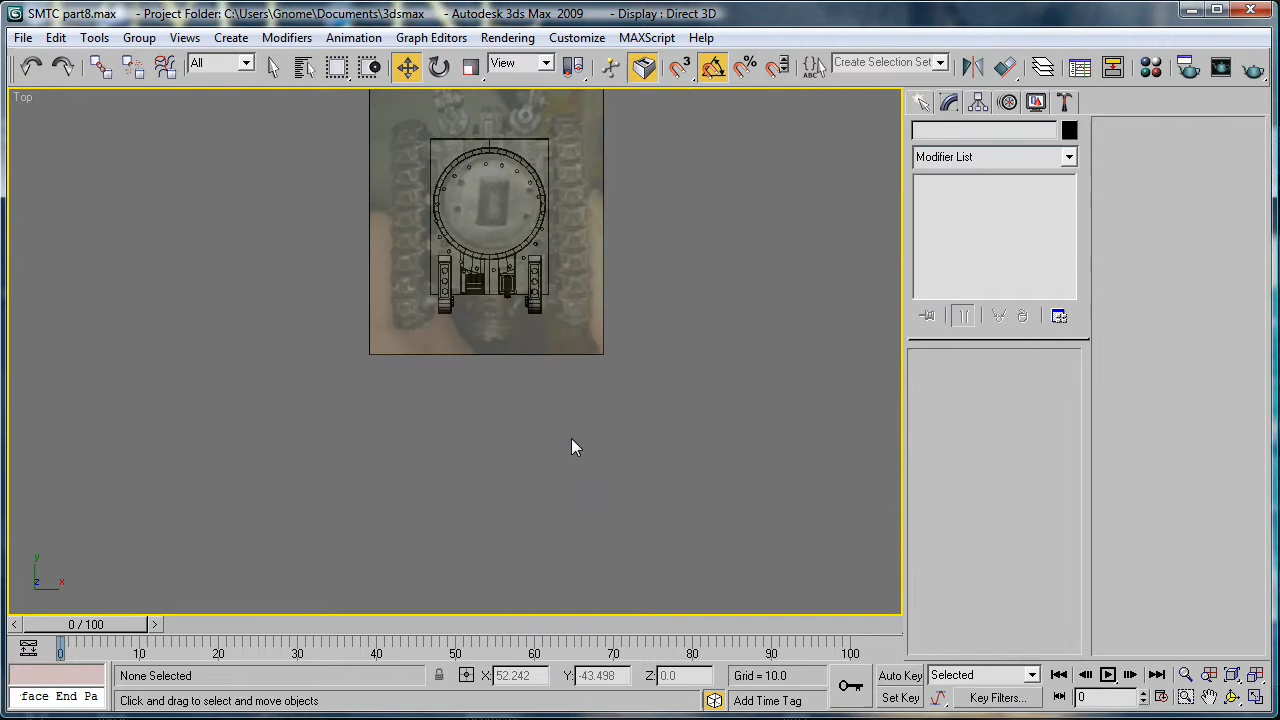 SMTC part8.max - Project Folder: C:\Users\Gnome\Documents\3dsmax - Autodesk 3ds Max 2009 - Display : Direct 3D
File Edit Tools Group Views Create Modifiers Animation Graph Editors Rendering Customize MAXScript Help
All View 3 % Create Selection Set
Top
Modifier List
y
z x
0 / 100
0 10 20 30 40 50 60 70 80 90 100
None Selected X: 52.242 Y: -43.498 Z: 0.0 Grid = 10.0 Auto Key Selected
face End Pa Click and drag to select and move objects Add Time Tag Set Key Key Filters... 0